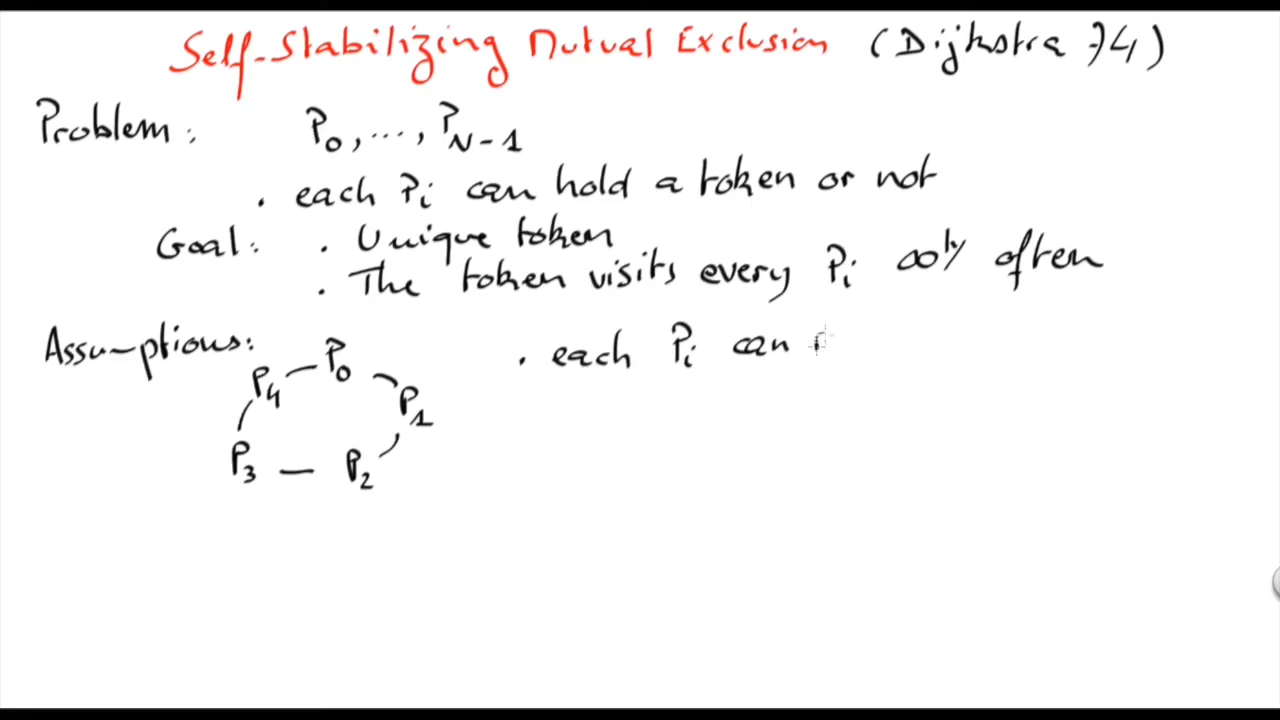 Self-Stabilizing Mutual Exclusion (Dijkstra 74)
Problem: P0, ..., PN-1
. each Pi can hold a token or not
Goal: . Unique token
. The token visits every Pi ∞ly often
Assumptions: . each Pi can
P0
P4
P1
P3 — P2